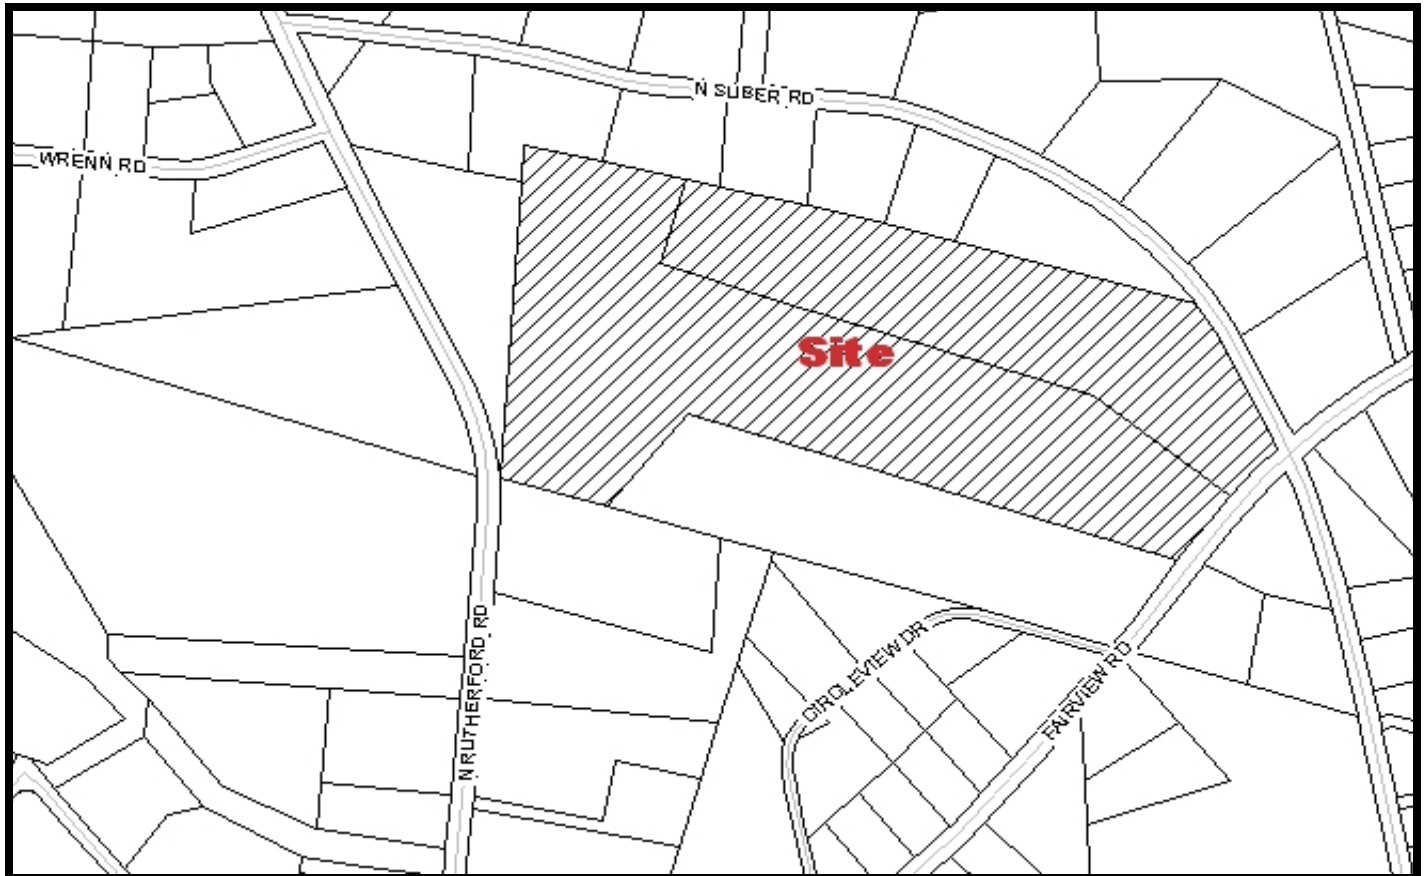 N SUBER RD
WRENN RD
Site
N RUTHERFORD RD
CIRCLEVIEW DR
FAIRVIEW RD